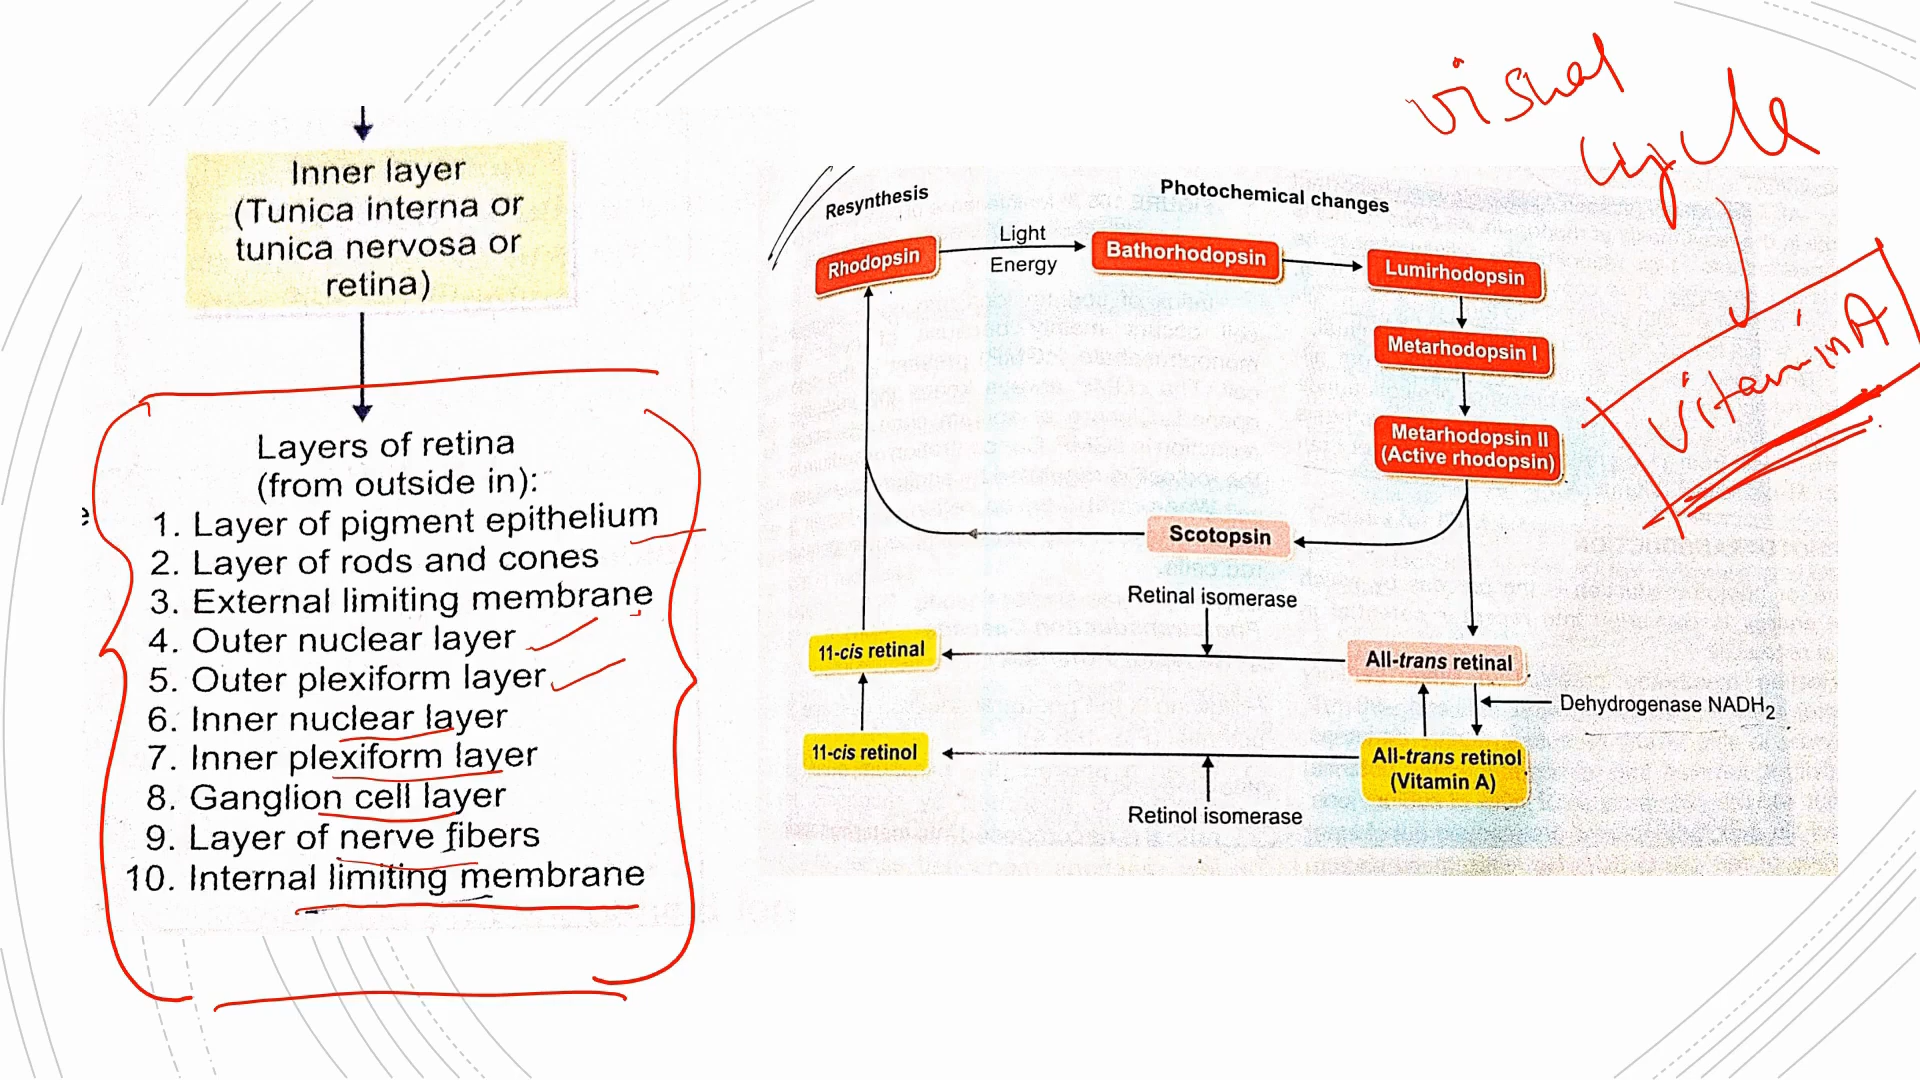 Inner layer
(Tunica interna or
tunica nervosa or
retina)
Layers of retina
(from outside in):
1. Layer of pigment epithelium
2. Layer of rods and cones
3. External limiting membrane
4. Outer nuclear layer
5. Outer plexiform layer
6. Inner nuclear layer
7. Inner plexiform layer
8. Ganglion cell layer
9. Layer of nerve fibers
10. Internal limiting membrane
visual
cycle
vitamin A
Resynthesis
Photochemical changes
Rhodopsin
Light
Energy
Bathorhodopsin
Lumirhodopsin
Metarhodopsin I
Metarhodopsin II
(Active rhodopsin)
Scotopsin
Retinal isomerase
11-cis retinal
All-trans retinal
Dehydrogenase NADH2
11-cis retinol
All-trans retinol
(Vitamin A)
Retinol isomerase